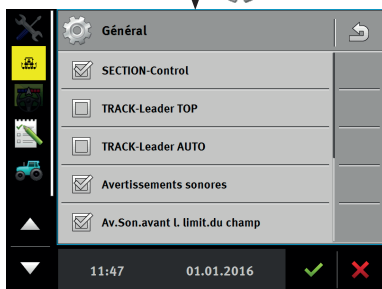 Général
SECTION-Control
TRACK-Leader TOP
TRACK-Leader AUTO
Avertissements sonores
Av.Son.avant l. limit.du champ
11:47 01.01.2016